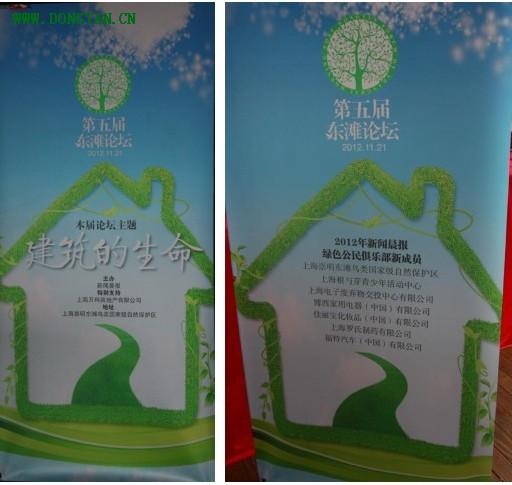 WWW.DONGTAN.CN
第五届
东滩论坛
2012.11.21
本届论坛主题
建筑的生命
主办
新闻晨报
特别支持
上海万科房地产有限公司
地址
上海崇明东滩鸟类国家级自然保护区
第五届
东滩论坛
2012.11.21
2012年新闻晨报
绿色公民俱乐部新成员
上海崇明东滩鸟类国家级自然保护区
上海根与芽青少年活动中心
上海电子废弃物交投中心有限公司
博西家用电器（中国）有限公司
佳丽宝化妆品（中国）有限公司
上海罗氏制药有限公司
福特汽车（中国）有限公司